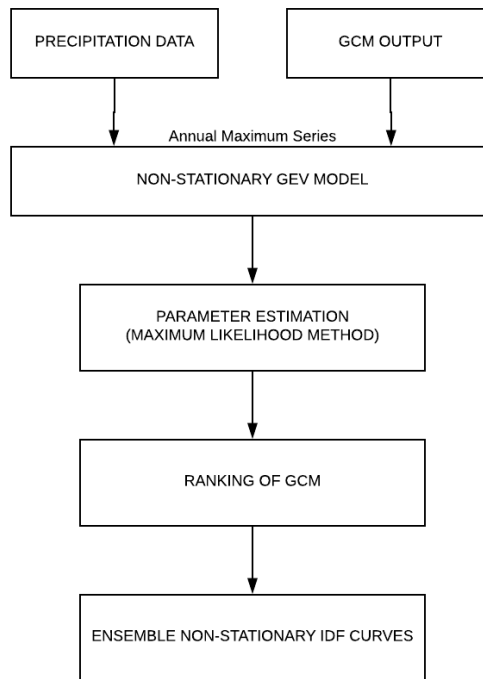 PRECIPITATION DATA
GCM OUTPUT
Annual Maximum Series
NON-STATIONARY GEV MODEL
PARAMETER ESTIMATION
(MAXIMUM LIKELIHOOD METHOD)
RANKING OF GCM
ENSEMBLE NON-STATIONARY IDF CURVES